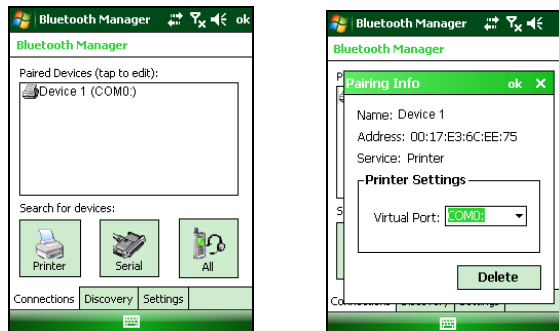 Bluetooth Manager ok
Bluetooth Manager
Paired Devices (tap to edit):
Device 1 (COM0:)
Search for devices:
Printer Serial All
Connections Discovery Settings
Bluetooth Manager
Bluetooth Manager
Pairing Info ok
Name: Device 1
Address: 00:17:E3:6C:EE:75
Service: Printer
Printer Settings
Virtual Port: COM0:
Delete